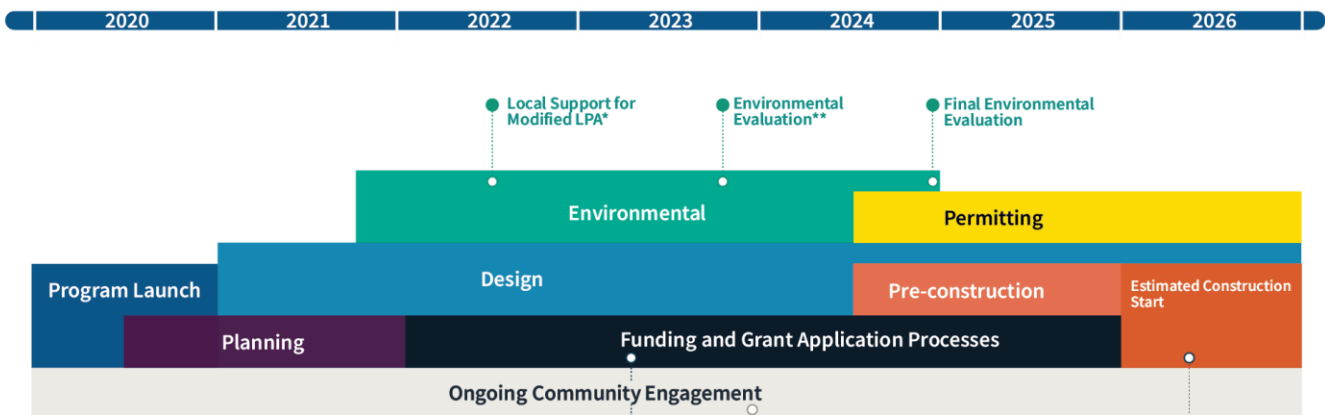 2020 2021 2022 2023 2024 2025 2026
Local Support for
Modified LPA*
Environmental
Evaluation**
Final Environmental
Evaluation
Environmental
Permitting
Program Launch
Design
Pre-construction
Estimated Construction
Start
Planning
Funding and Grant Application Processes
Ongoing Community Engagement